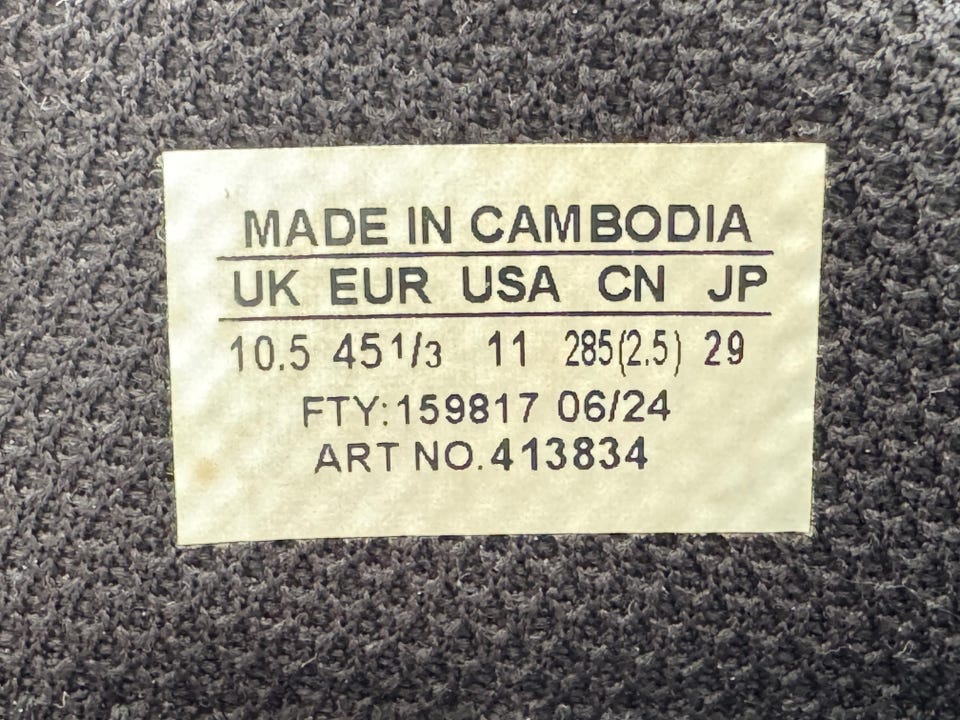 MADE IN CAMBODIA
UK EUR USA CN JP
10.5 45 1/3 11 285(2.5) 29
FTY:159817 06/24
ART NO.413834